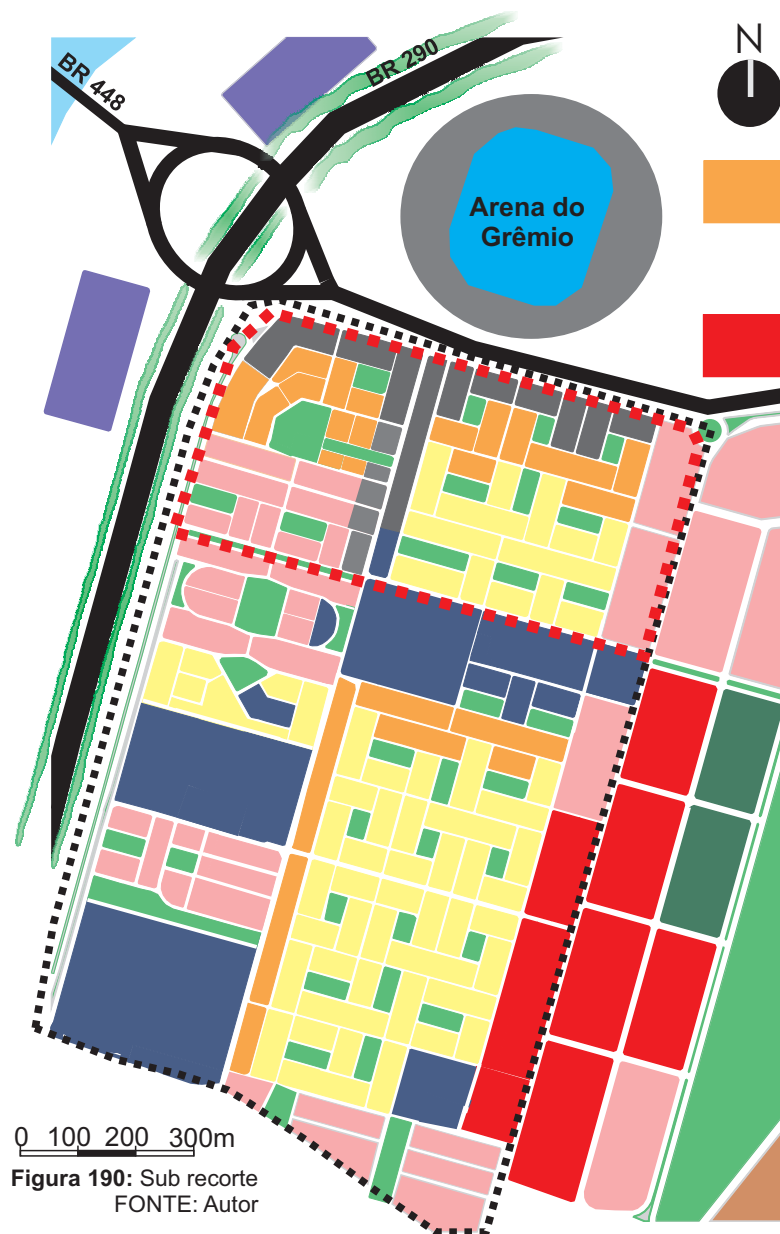 N
BR 448
BR 290
Arena do
Grêmio
0 100 200 300m
Figura 190: Sub recorte
FONTE: Autor